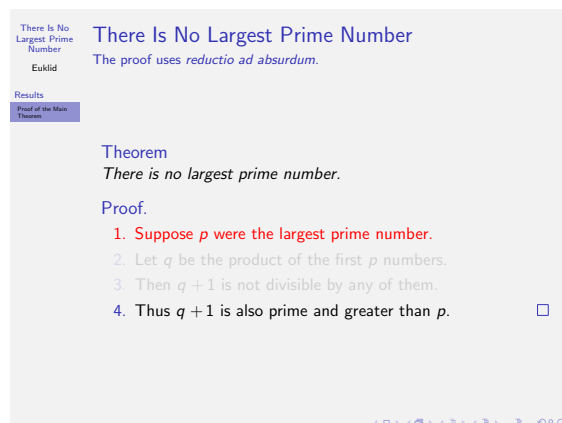 There Is No
Largest Prime
Number
Euklid
Results
Proof of the Main
Theorem
There Is No Largest Prime Number
The proof uses reductio ad absurdum.
Theorem
There is no largest prime number.
Proof.
1. Suppose p were the largest prime number.
2. Let q be the product of the first p numbers.
3. Then q + 1 is not divisible by any of them.
4. Thus q + 1 is also prime and greater than p.